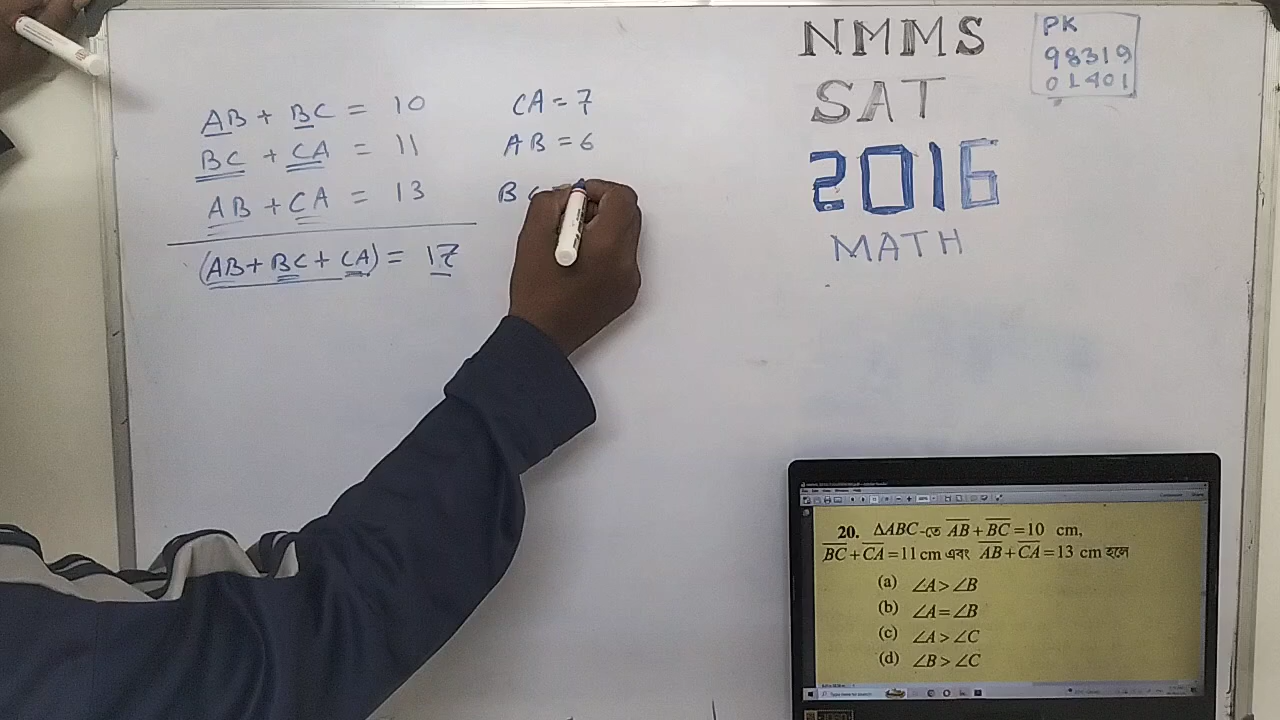 AB + BC = 10
BC + CA = 11
AB + CA = 13
(AB + BC + CA) = 17
CA = 7
AB = 6
B
NMMS
SAT
2016
MATH
PK
98319
01401
20. ΔABC-তে AB + BC = 10 cm,
BC + CA = 11 cm এবং AB + CA = 13 cm হলে
(a) ∠A > ∠B
(b) ∠A = ∠B
(c) ∠A > ∠C
(d) ∠B > ∠C